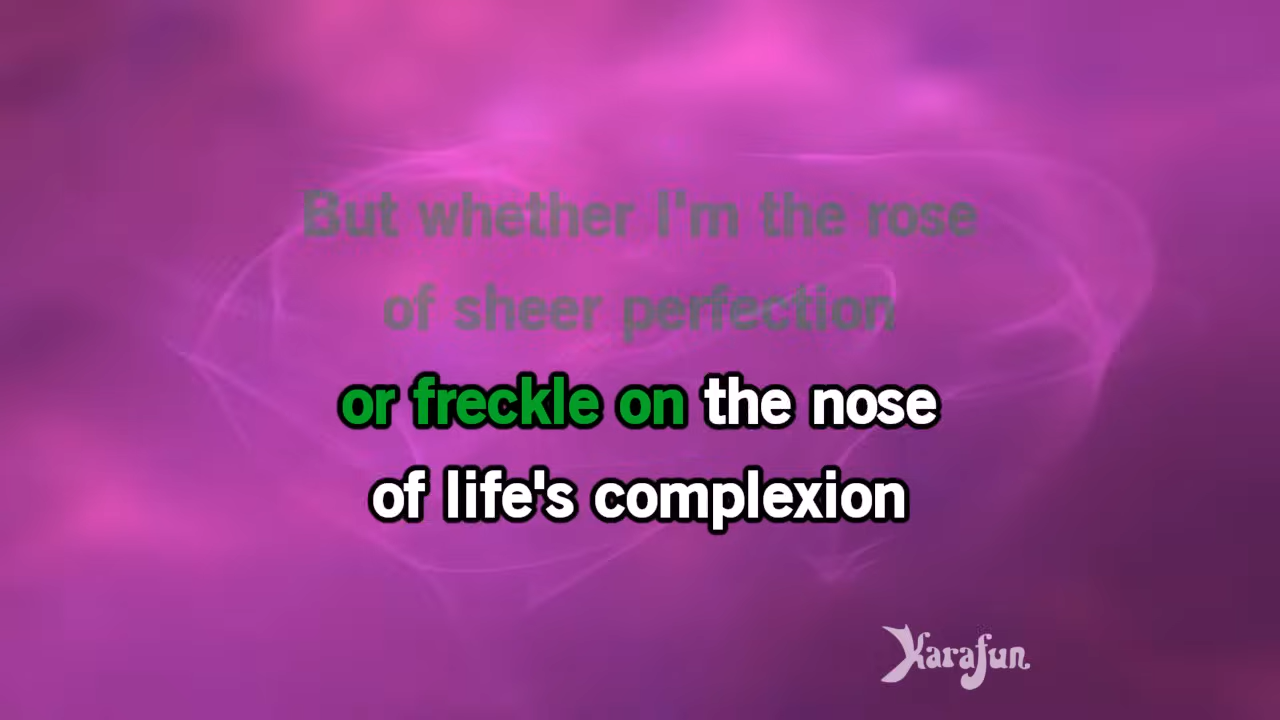 But whether I'm the rose
of sheer perfection
or freckle on the nose
of life's complexion
Karafun